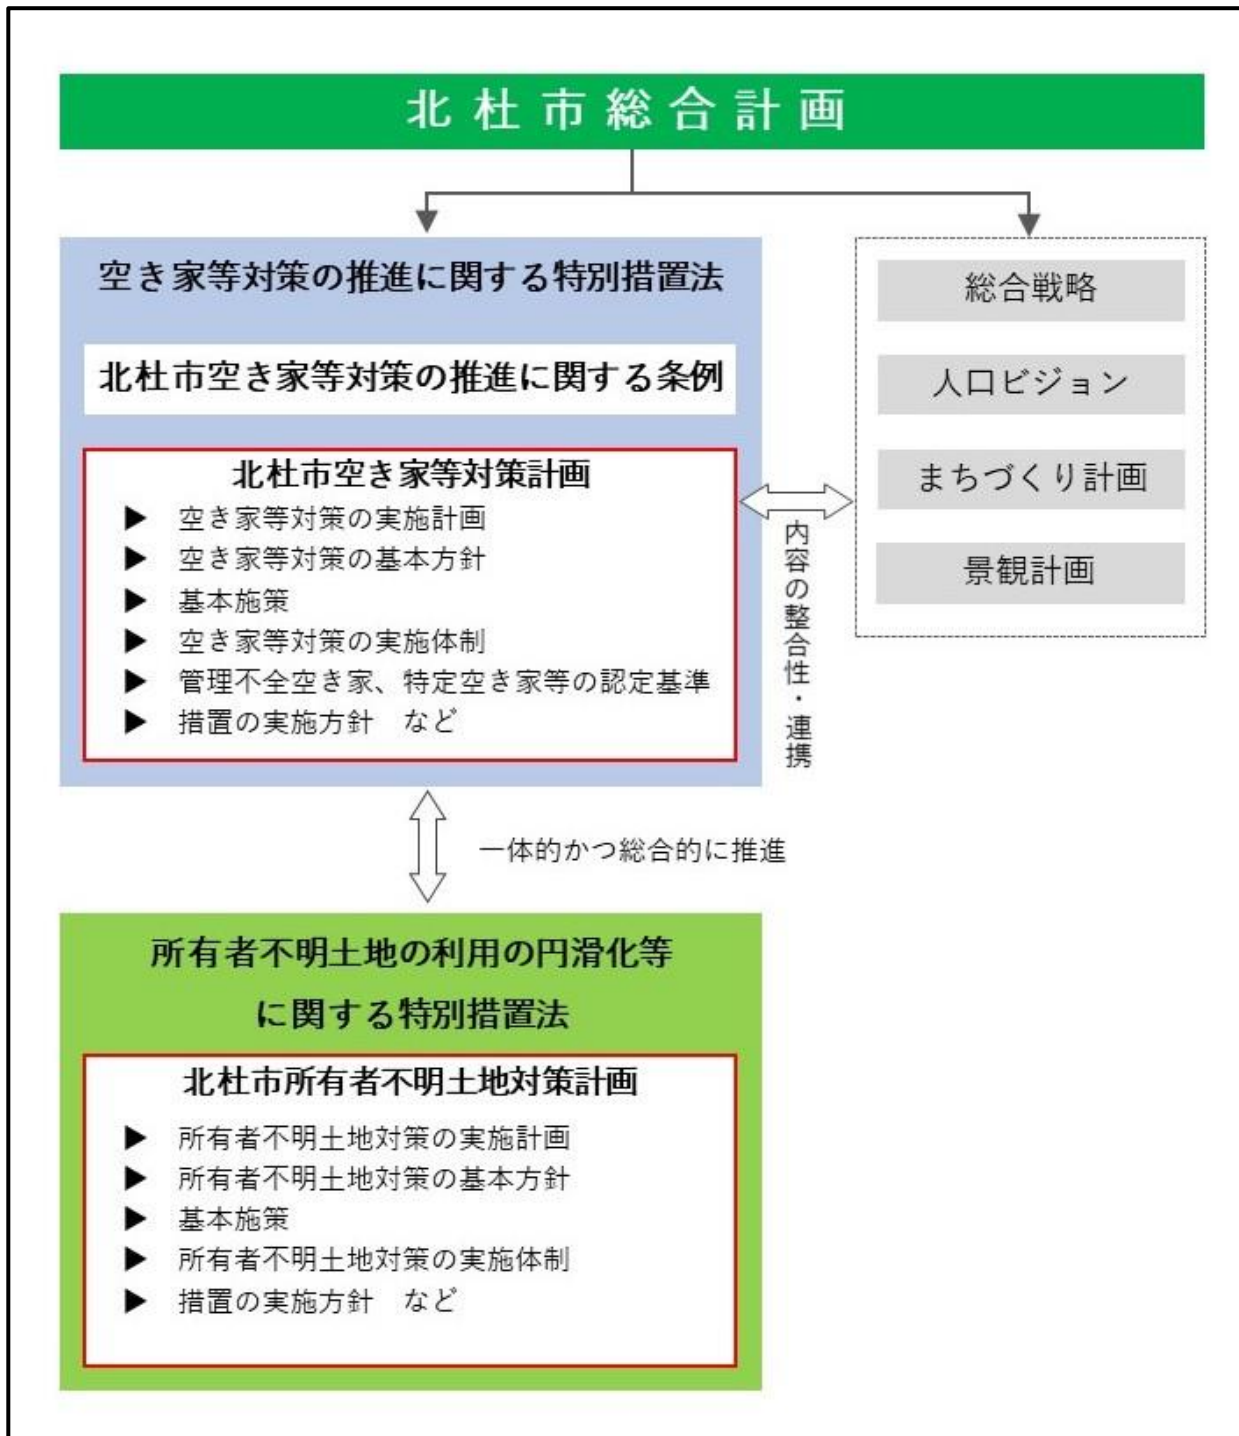 北杜市総合計画
空き家等対策の推進に関する特別措置法
北杜市空き家等対策の推進に関する条例
北杜市空き家等対策計画
▶ 空き家等対策の実施計画
▶ 空き家等対策の基本方針
▶ 基本施策
▶ 空き家等対策の実施体制
▶ 管理不全空き家、特定空き家等の認定基準
▶ 措置の実施方針　など
内容の整合性・連携
総合戦略
人口ビジョン
まちづくり計画
景観計画
一体的かつ総合的に推進
所有者不明土地の利用の円滑化等
に関する特別措置法
北杜市所有者不明土地対策計画
▶ 所有者不明土地対策の実施計画
▶ 所有者不明土地対策の基本方針
▶ 基本施策
▶ 所有者不明土地対策の実施体制
▶ 措置の実施方針　など